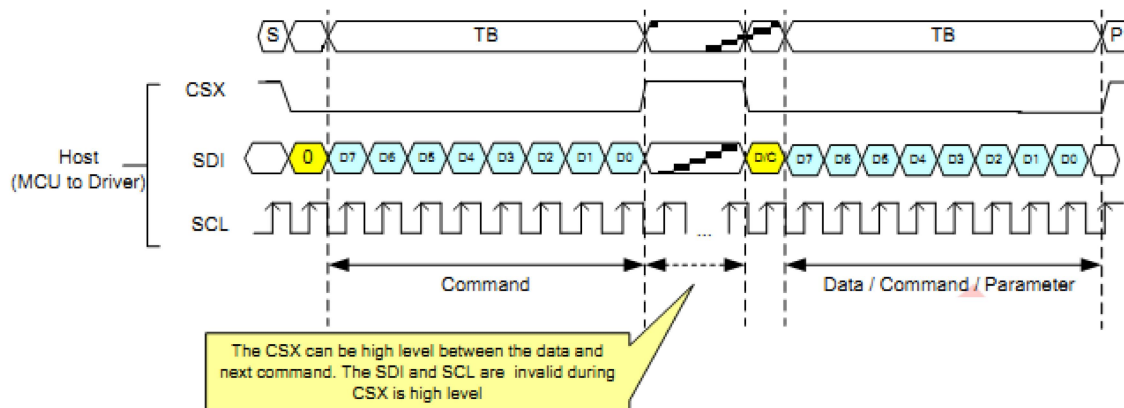 S TB TB P
CSX
Host
(MCU to Driver)
SDI 0 D7 D6 D5 D4 D3 D2 D1 D0 D/C D7 D6 D5 D4 D3 D2 D1 D0
SCL ...
Command Data / Command / Parameter
The CSX can be high level between the data and
next command. The SDI and SCL are invalid during
CSX is high level